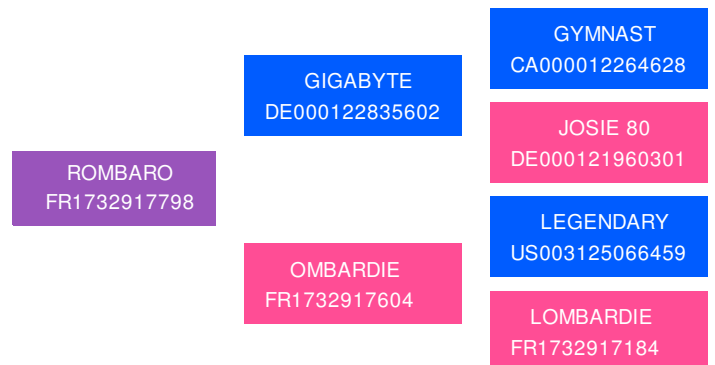 ROMBARO
FR1732917798
GIGABYTE
DE000122835602
OMBARDIE
FR1732917604
GYMNAST
CA000012264628
JOSIE 80
DE000121960301
LEGENDARY
US003125066459
LOMBARDIE
FR1732917184